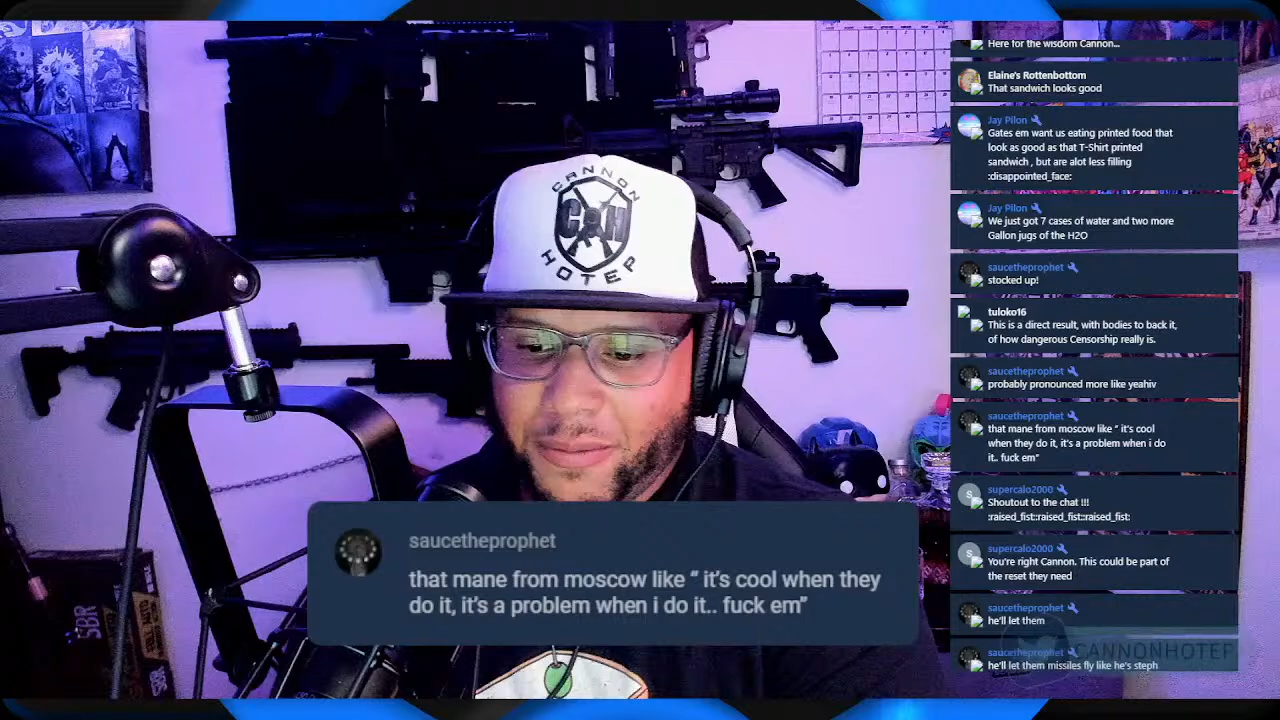 CANNON
C&H
HOTEP
SBR
saucetheprophet
that mane from moscow like “ it's cool when they
do it, it's a problem when i do it.. fuck em”
Here for the wisdom Cannon...
Elaine's Rottenbottom
That sandwich looks good
Jay Pilon
Gates em want us eating printed food that
look as good as that T-Shirt printed
sandwich , but are alot less filling
:disappointed_face:
Jay Pilon
We just got 7 cases of water and two more
Gallon jugs of the H2O
saucetheprophet
stocked up!
tuloko16
This is a direct result, with bodies to back it,
of how dangerous Censorship really is.
saucetheprophet
probably pronounced more like yeahiv
saucetheprophet
that mane from moscow like “ it's cool
when they do it, it's a problem when i do
it.. fuck em”
S
supercalo2000
Shoutout to the chat !!!
:raised_fist::raised_fist::raised_fist:
S
supercalo2000
You're right Cannon. This could be part of
the reset they need
saucetheprophet
he'll let them
saucetheprophet
he'll let them missiles fly like he's steph
CANNONHOTEP